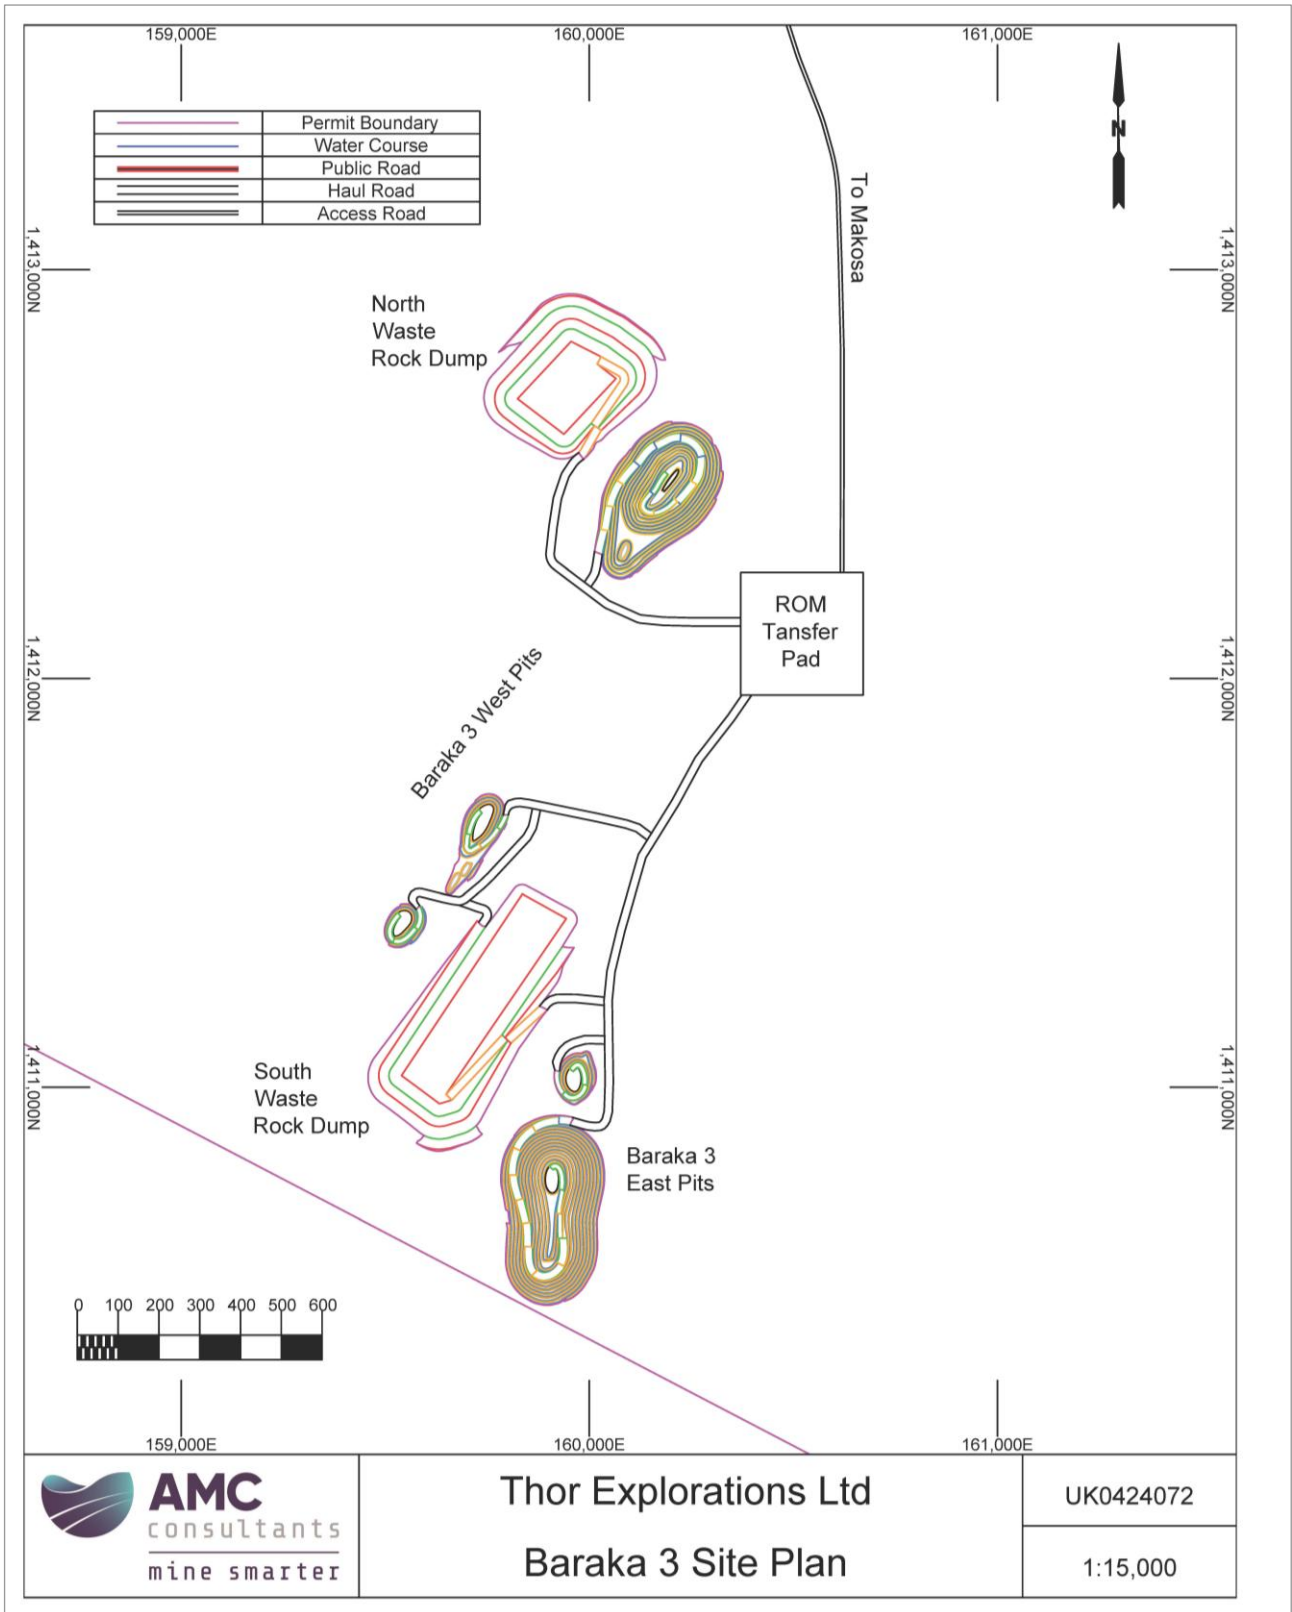 159,000E
160,000E
161,000E
Permit Boundary
Water Course
Public Road
Haul Road
Access Road
N
To Makosa
1,413,000N
1,413,000N
North
Waste
Rock Dump
ROM
Tansfer
Pad
1,412,000N
1,412,000N
Baraka 3 West Pits
1,411,000N
1,411,000N
South
Waste
Rock Dump
Baraka 3
East Pits
0 100 200 300 400 500 600
159,000E
160,000E
161,000E
AMC
consultants
mine smarter
Thor Explorations Ltd
Baraka 3 Site Plan
UK0424072
1:15,000